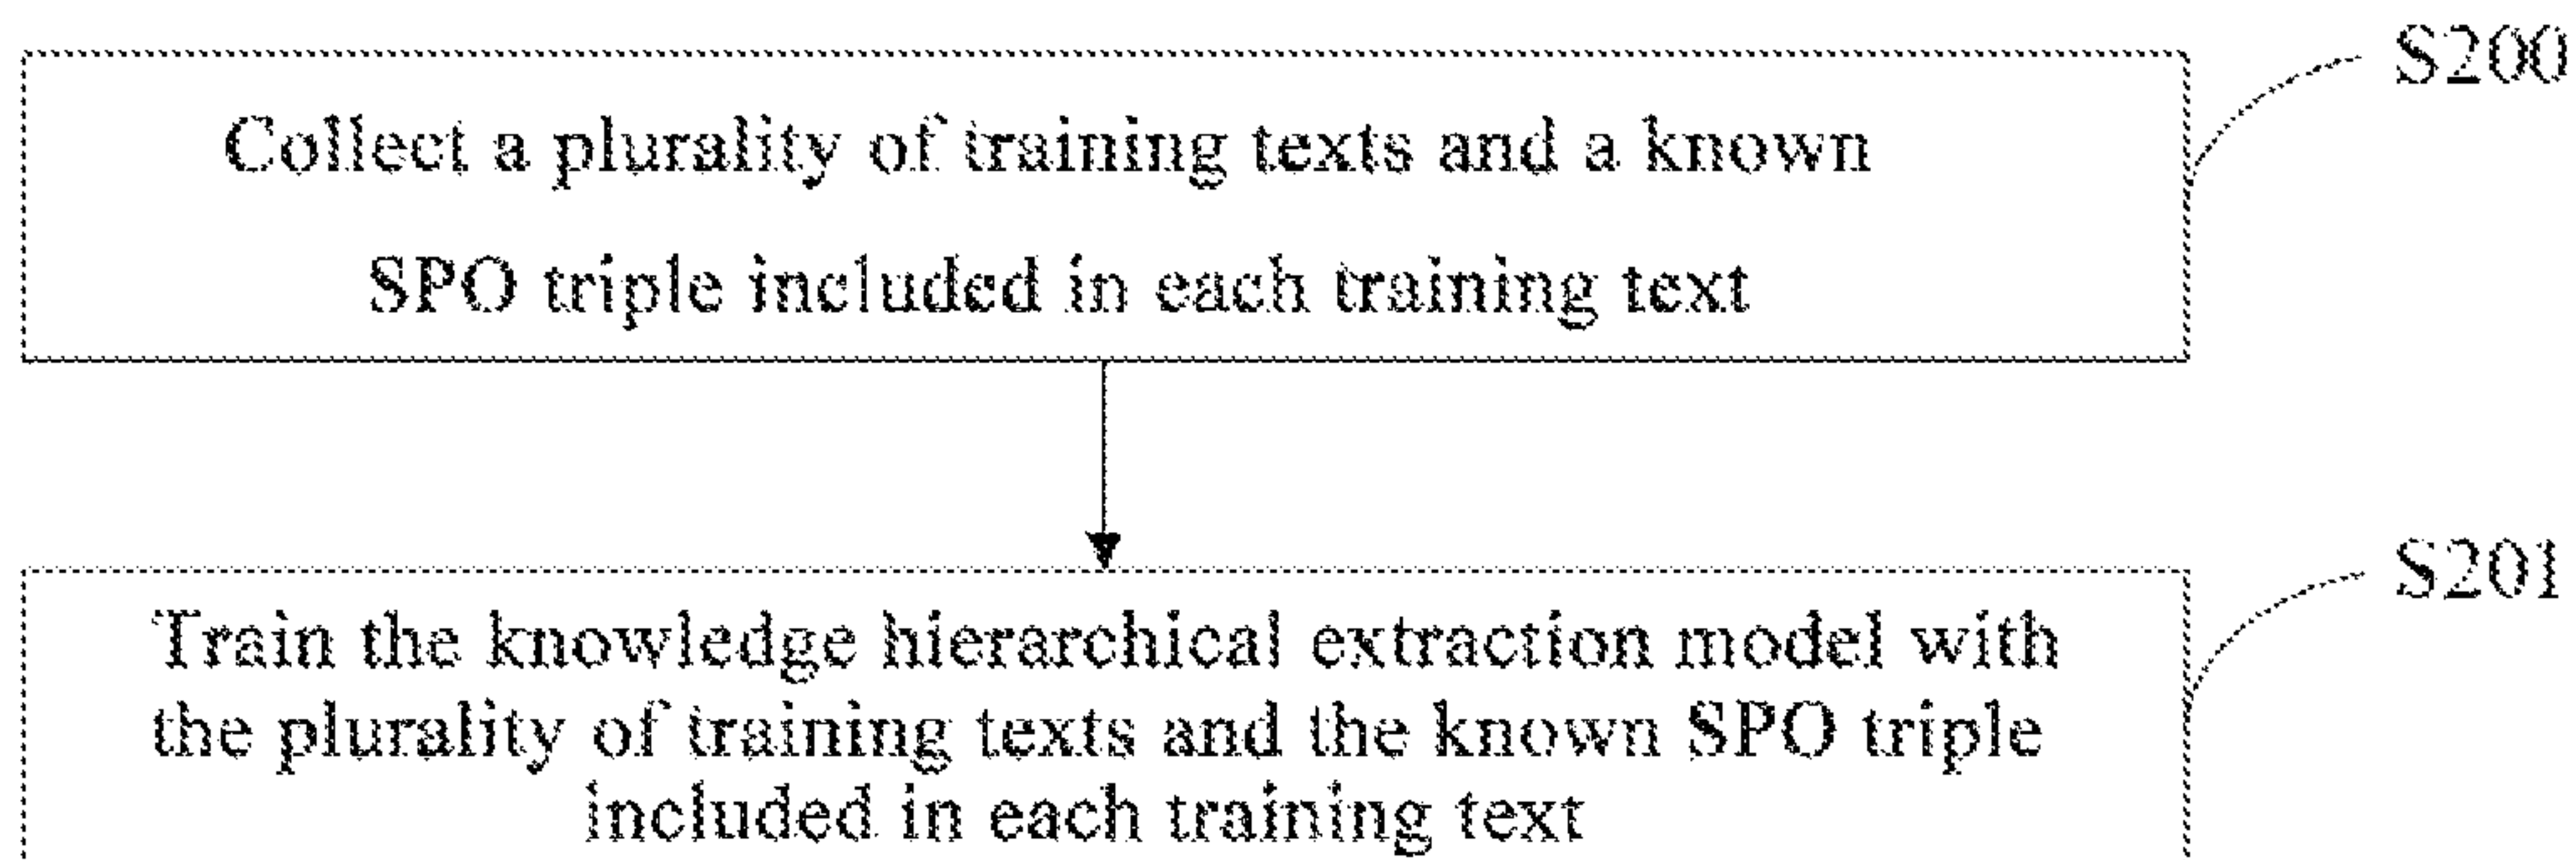 S200
Collect a plurality of training texts and a known
SPO triple included in each training text
S201
Train the knowledge hierarchical extraction model with
the plurality of training texts and the known SPO triple
included in each training text